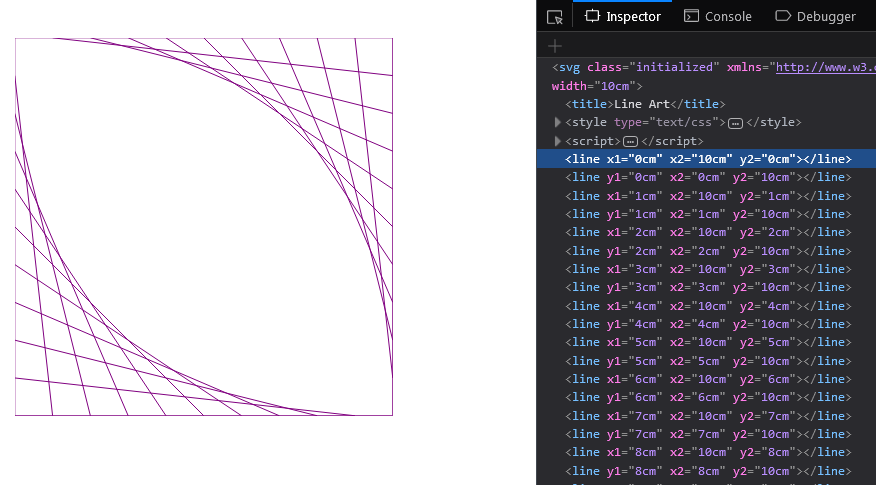 Inspector Console Debugger
<svg class="initialized" xmlns="http://www.w3.
width="10cm">
<title>Line Art</title>
<style type="text/css"></style>
<script></script>
<line x1="0cm" x2="10cm" y2="0cm"></line>
<line y1="0cm" x2="0cm" y2="10cm"></line>
<line x1="1cm" x2="10cm" y2="1cm"></line>
<line y1="1cm" x2="1cm" y2="10cm"></line>
<line x1="2cm" x2="10cm" y2="2cm"></line>
<line y1="2cm" x2="2cm" y2="10cm"></line>
<line x1="3cm" x2="10cm" y2="3cm"></line>
<line y1="3cm" x2="3cm" y2="10cm"></line>
<line x1="4cm" x2="10cm" y2="4cm"></line>
<line y1="4cm" x2="4cm" y2="10cm"></line>
<line x1="5cm" x2="10cm" y2="5cm"></line>
<line y1="5cm" x2="5cm" y2="10cm"></line>
<line x1="6cm" x2="10cm" y2="6cm"></line>
<line y1="6cm" x2="6cm" y2="10cm"></line>
<line x1="7cm" x2="10cm" y2="7cm"></line>
<line y1="7cm" x2="7cm" y2="10cm"></line>
<line x1="8cm" x2="10cm" y2="8cm"></line>
<line y1="8cm" x2="8cm" y2="10cm"></line>